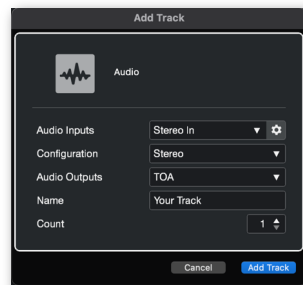 Add Track
Audio
Audio Inputs Stereo In
Configuration Stereo
Audio Outputs TOA
Name Your Track
Count 1
Cancel Add Track